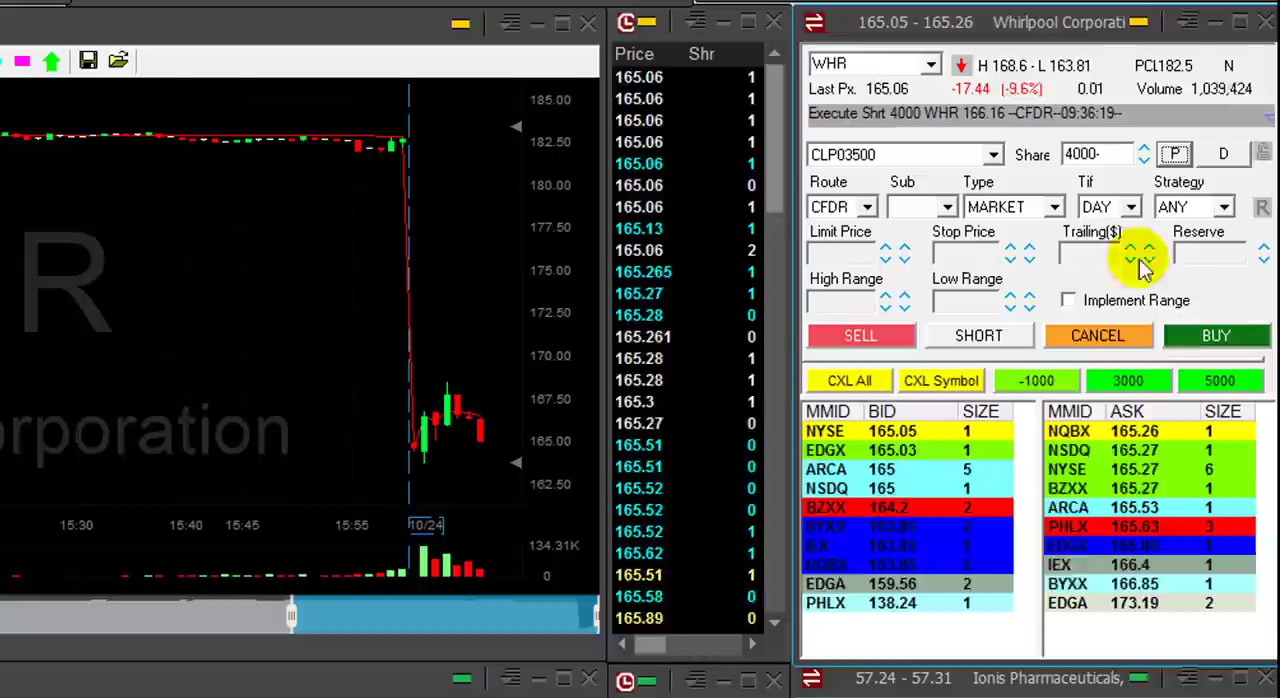 165.05 - 165.26 Whirlpool Corporati
185.00
182.50
180.00
177.50
175.00
172.50
170.00
167.50
165.00
162.50
R
orporation
15:30 15:40 15:45 15:55 10/24
134.31K
0
Price Shr
165.06 1
165.06 1
165.06 1
165.06 1
165.06 1
165.06 0
165.06 1
165.13 1
165.06 2
165.265 1
165.27 1
165.28 0
165.261 0
165.28 1
165.28 1
165.3 1
165.27 0
165.51 0
165.51 0
165.52 0
165.52 0
165.52 1
165.62 1
165.51 1
165.58 0
165.89 0
WHR H 168.6 - L 163.81 PCL182.5 N
Last Px. 165.06 -17.44 (-9.6%) 0.01 Volume 1,039,424
Execute Shrt 4000 WHR 166.16 --CFDR--09:36:19--
CLP03500 Share 4000- P D
Route Sub Type Tif Strategy
CFDR MARKET DAY ANY R
Limit Price Stop Price Trailing($) Reserve
High Range Low Range Implement Range
SELL SHORT CANCEL BUY
CXL All CXL Symbol -1000 3000 5000
MMID BID SIZE MMID ASK SIZE
NYSE 165.05 1 NQBX 165.26 1
EDGX 165.03 1 NSDQ 165.27 1
ARCA 165 5 NYSE 165.27 6
NSDQ 165 1 BZXX 165.27 1
BZXX 164.2 2 ARCA 165.53 1
BYXX 163.85 2 PHLX 165.63 3
IEX 163.85 1 EDGX 1
NQBX 163.85 2 IEX 166.4 1
EDGA 159.56 2 BYXX 166.85 1
PHLX 138.24 1 EDGA 173.19 2
57.24 - 57.31 Ionis Pharmaceuticals,